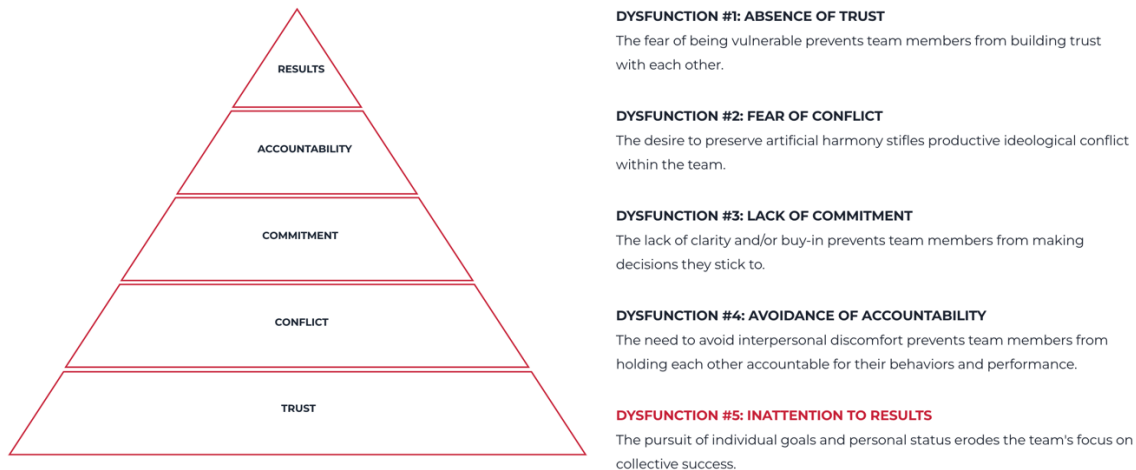 RESULTS
ACCOUNTABILITY
COMMITMENT
CONFLICT
TRUST
DYSFUNCTION #1: ABSENCE OF TRUST
The fear of being vulnerable prevents team members from building trust
with each other.
DYSFUNCTION #2: FEAR OF CONFLICT
The desire to preserve artificial harmony stifles productive ideological conflict
within the team.
DYSFUNCTION #3: LACK OF COMMITMENT
The lack of clarity and/or buy-in prevents team members from making
decisions they stick to.
DYSFUNCTION #4: AVOIDANCE OF ACCOUNTABILITY
The need to avoid interpersonal discomfort prevents team members from
holding each other accountable for their behaviors and performance.
DYSFUNCTION #5: INATTENTION TO RESULTS
The pursuit of individual goals and personal status erodes the team's focus on
collective success.